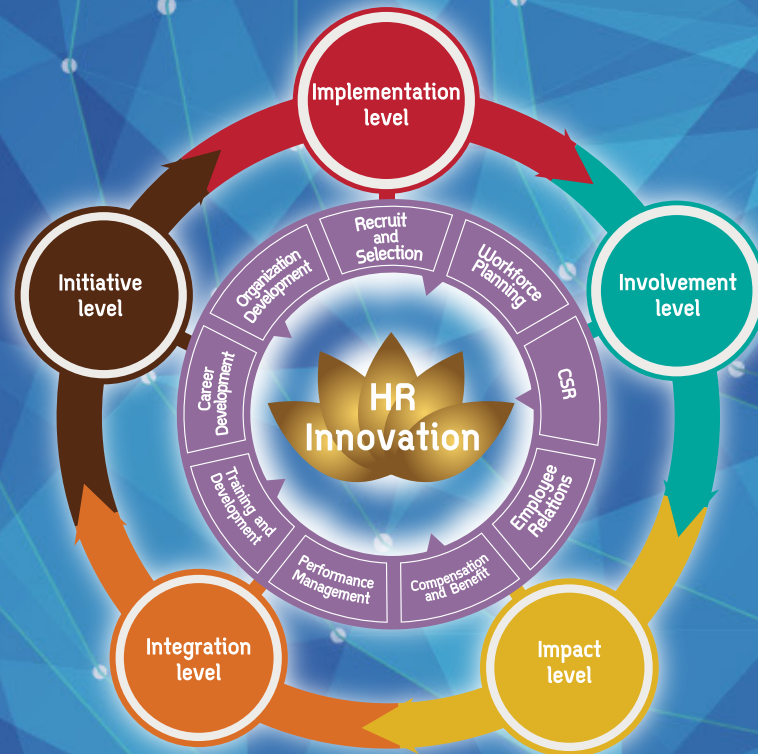 Implementation
level
Involvement
level
Impact
level
Integration
level
Initiative
level
Recruit
and
Selection
Workforce
Planning
CSR
Employee
Relations
Compensation
and Benefit
Performance
Management
Training and
Development
Career
Development
Organization
Development
HR
Innovation